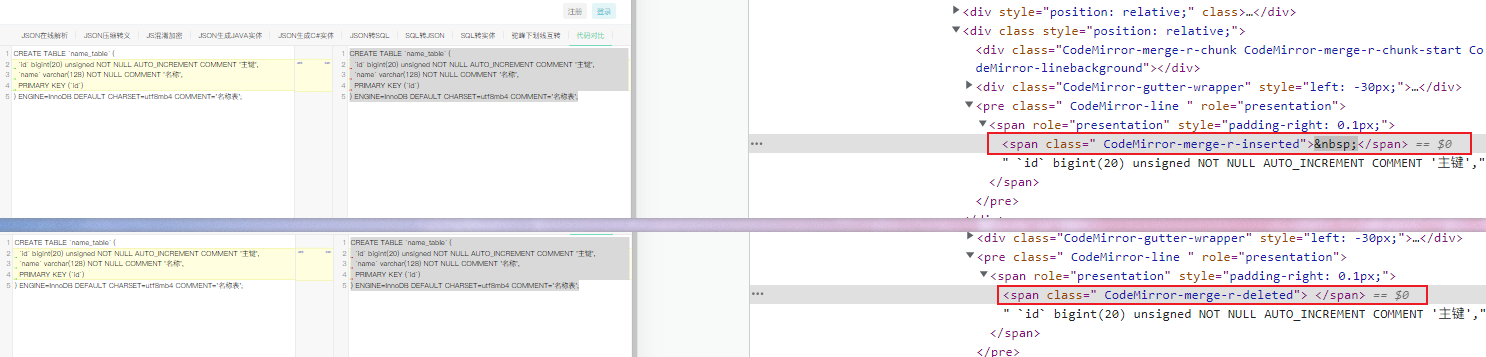 注册 登录
JSON在线解析 JSON压缩转义 JS混淆加密 JSON生成JAVA实体 JSON生成C#实体 JSON转SQL SQL转JSON SQL转实体 驼峰下划线互转 代码对比
1 CREATE TABLE `name_table` (
2 `id` bigint(20) unsigned NOT NULL AUTO_INCREMENT COMMENT '主键',
3 `name` varchar(128) NOT NULL COMMENT '名称',
4 PRIMARY KEY (`id`)
5 ) ENGINE=InnoDB DEFAULT CHARSET=utf8mb4 COMMENT='名称表';
1 CREATE TABLE `name_table` (
2 `id` bigint(20) unsigned NOT NULL AUTO_INCREMENT COMMENT '主键',
3 `name` varchar(128) NOT NULL COMMENT '名称',
4 PRIMARY KEY (`id`)
5 ) ENGINE=InnoDB DEFAULT CHARSET=utf8mb4 COMMENT='名称表';
<div style="position: relative;" class>…</div>
<div class style="position: relative;">
<div class="CodeMirror-merge-r-chunk CodeMirror-merge-r-chunk-start Co
deMirror-linebackground"></div>
<div class="CodeMirror-gutter-wrapper" style="left: -30px;">…</div>
<pre class=" CodeMirror-line " role="presentation">
<span role="presentation" style="padding-right: 0.1px;">
<span class=" CodeMirror-merge-r-inserted">&nbsp;</span> == $0
" `id` bigint(20) unsigned NOT NULL AUTO_INCREMENT COMMENT '主键',"
</span>
</pre>
1 CREATE TABLE `name_table` (
2 `id` bigint(20) unsigned NOT NULL AUTO_INCREMENT COMMENT '主键',
3 `name` varchar(128) NOT NULL COMMENT '名称',
4 PRIMARY KEY (`id`)
5 ) ENGINE=InnoDB DEFAULT CHARSET=utf8mb4 COMMENT='名称表';
1 CREATE TABLE `name_table` (
2 `id` bigint(20) unsigned NOT NULL AUTO_INCREMENT COMMENT '主键',
3 `name` varchar(128) NOT NULL COMMENT '名称',
4 PRIMARY KEY (`id`)
5 ) ENGINE=InnoDB DEFAULT CHARSET=utf8mb4 COMMENT='名称表';
<div class="CodeMirror-gutter-wrapper" style="left: -30px;">…</div>
<pre class=" CodeMirror-line " role="presentation">
<span role="presentation" style="padding-right: 0.1px;">
<span class=" CodeMirror-merge-r-deleted"> </span> == $0
" `id` bigint(20) unsigned NOT NULL AUTO_INCREMENT COMMENT '主键',"
</span>
</pre>